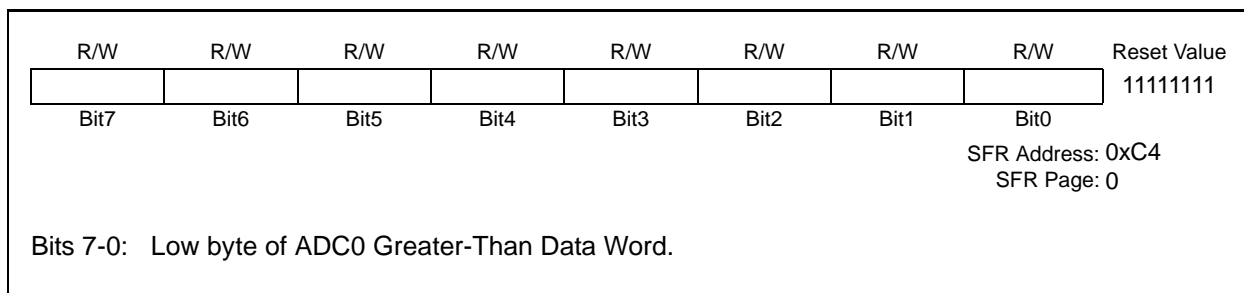 R/W R/W R/W R/W R/W R/W R/W R/W Reset Value
11111111
Bit7 Bit6 Bit5 Bit4 Bit3 Bit2 Bit1 Bit0
SFR Address: 0xC4
SFR Page: 0
Bits 7-0: Low byte of ADC0 Greater-Than Data Word.